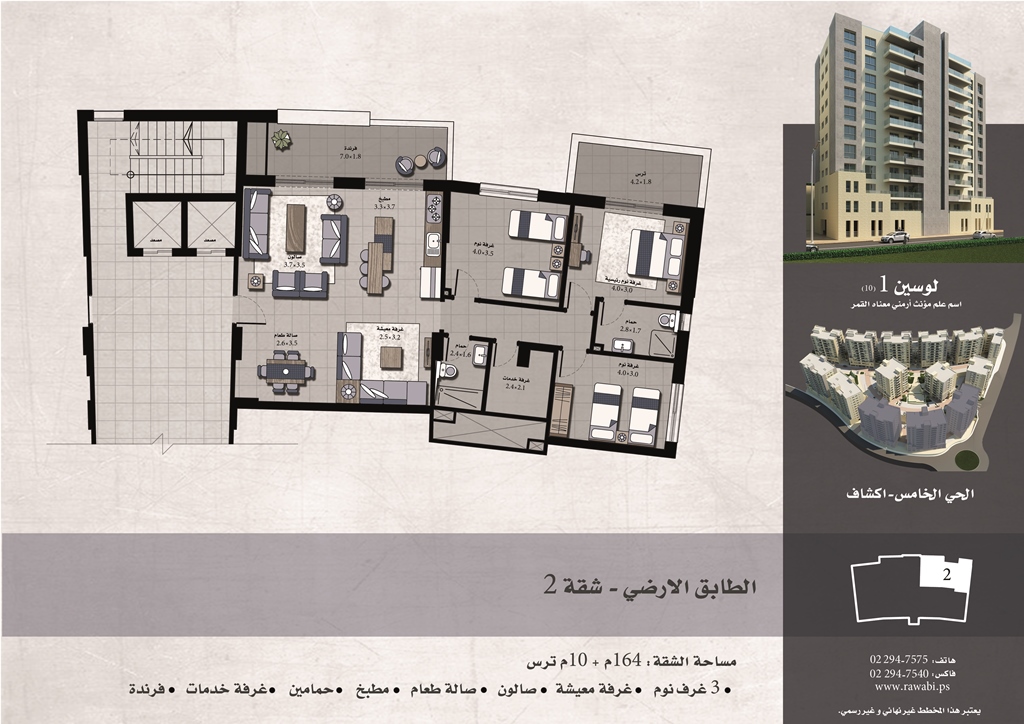 فرندة
7.0×1.8
ترس
4.2×1.8
مطبخ
3.3×3.7
صالون
3.7×3.5
غرفة نوم
4.0×3.5
غرفة نوم رئيسية
4.0×3.0
مصعد
مصعد
صالة طعام
2.6×3.5
غرفة معيشة
2.5×3.2
حمام
2.4×1.6
حمام
2.8×1.7
غرفة خدمات
2.4×2.1
غرفة نوم
4.0×3.0
لوسين 1 (10)
اسم علم مؤنث أرمني معناه القمر
الحي الخامس-اكشاف
2
الطابق الارضي - شقة 2
مساحة الشقة: 164م + 10م ترس
• 3 غرف نوم • غرفة معيشة • صالون • صالة طعام • مطبخ • حمامين • غرفة خدمات • فرندة
هاتف: 02 294-7575
فاكس: 02 294-7540
www.rawabi.ps
يعتبر هذا المخطط غير نهائي و غير رسمي.